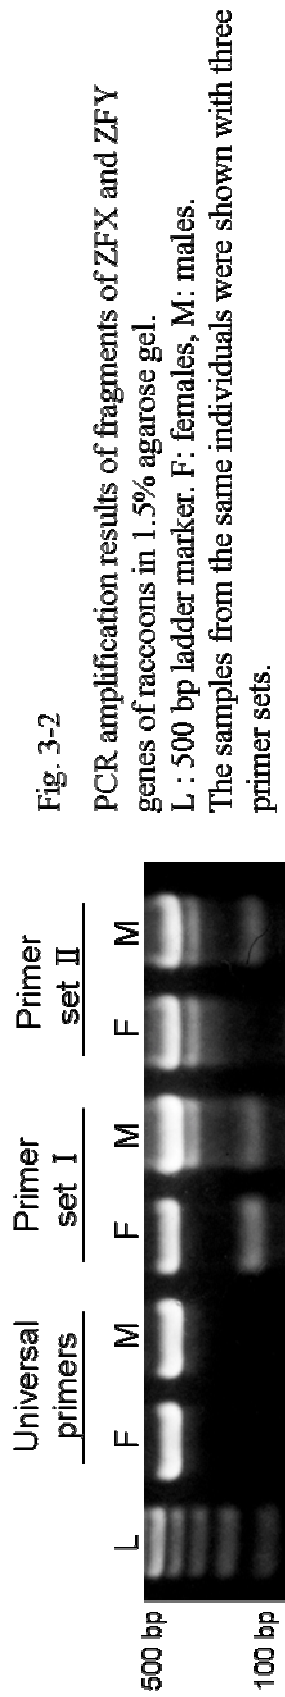 Universal
primers
Primer
set I
Primer
set II
L F M F M F M
500 bp
100 bp
Fig. 3-2
PCR amplification results of fragments of ZFX and ZFY
genes of raccoons in 1.5% agarose gel.
L : 500 bp ladder marker. F: females, M: males.
The samples from the same individuals were shown with three
primer sets.